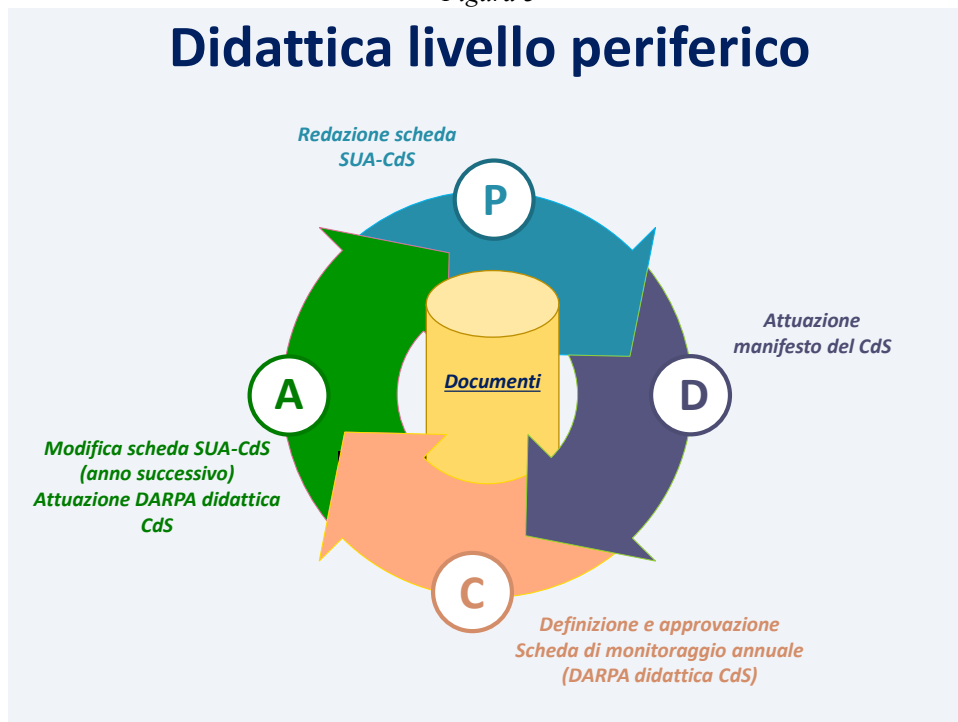 Didattica livello periferico
Redazione scheda
SUA-CdS
P
Attuazione
manifesto del CdS
D
Documenti
A
Modifica scheda SUA-CdS
(anno successivo)
Attuazione DARPA didattica
CdS
C
Definizione e approvazione
Scheda di monitoraggio annuale
(DARPA didattica CdS)